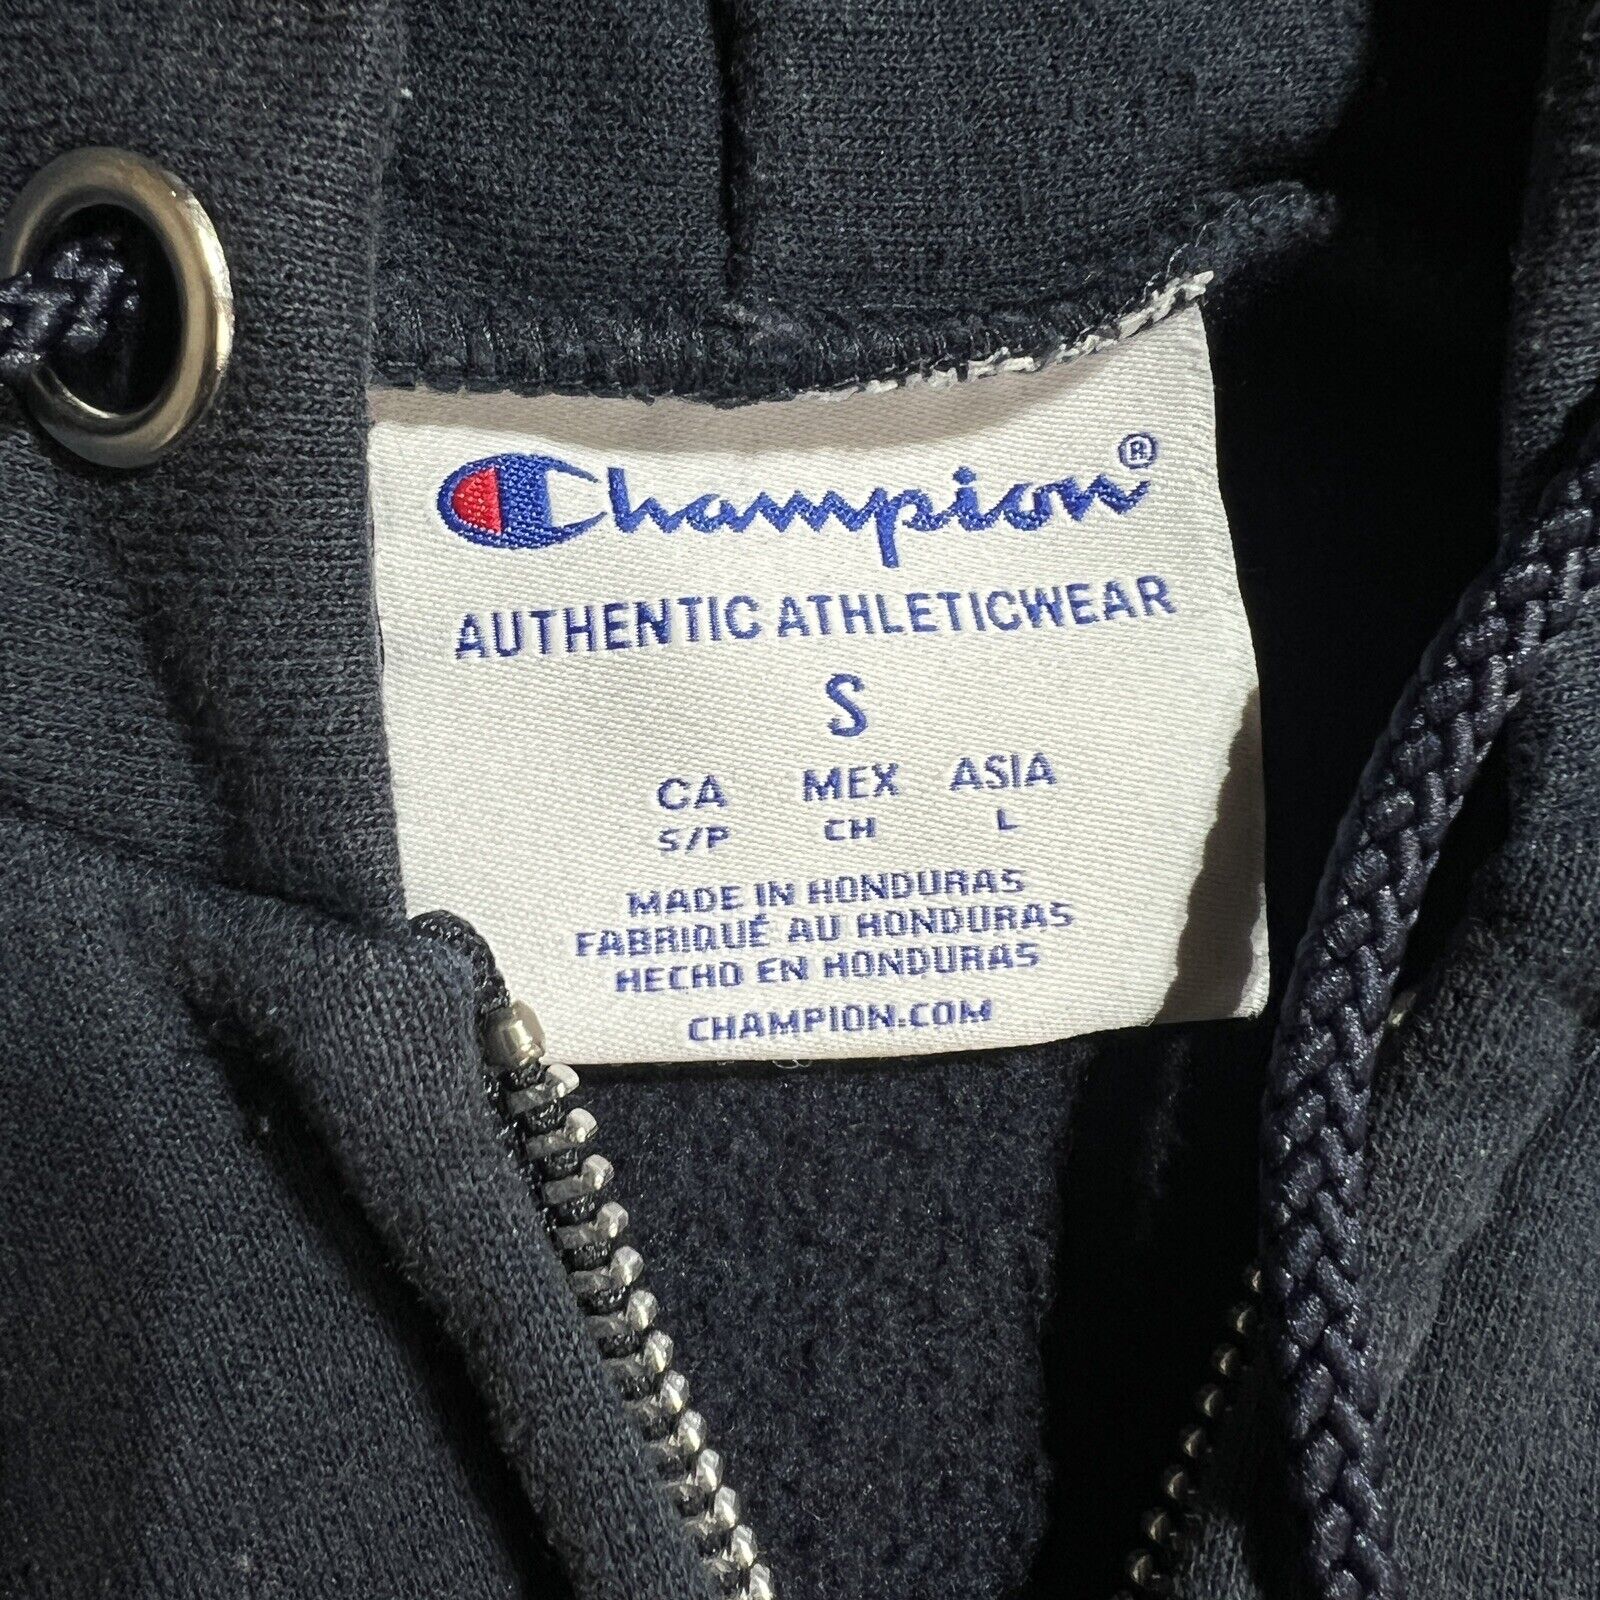 Champion®
AUTHENTIC ATHLETICWEAR
S
CA MEX ASIA
S/P CH L
MADE IN HONDURAS
FABRIQUÉ AU HONDURAS
HECHO EN HONDURAS
CHAMPION.COM